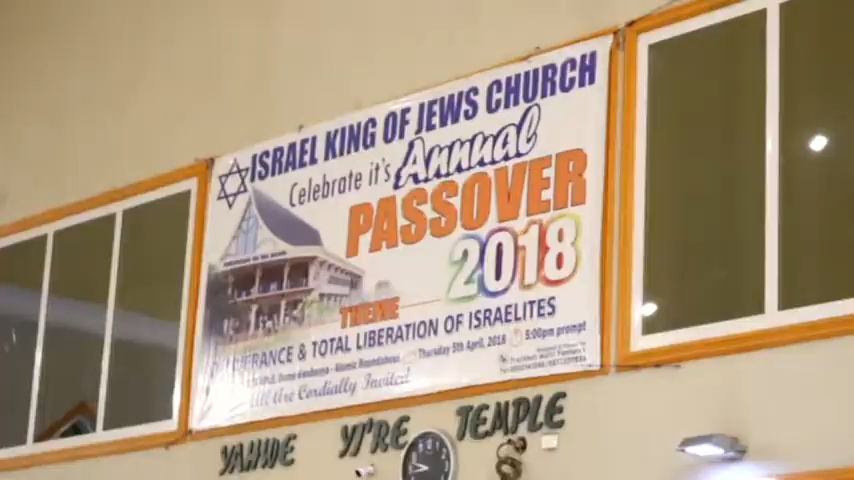 ISRAEL KING OF JEWS CHURCH
Celebrate it's Annual
PASSOVER
2018
THEME
& TOTAL LIBERATION OF ISRAELITES
Thursday 5th April, 2018 5:00pm prompt
All Are Cordially Invited
YAHWE YI'RE TEMPLE